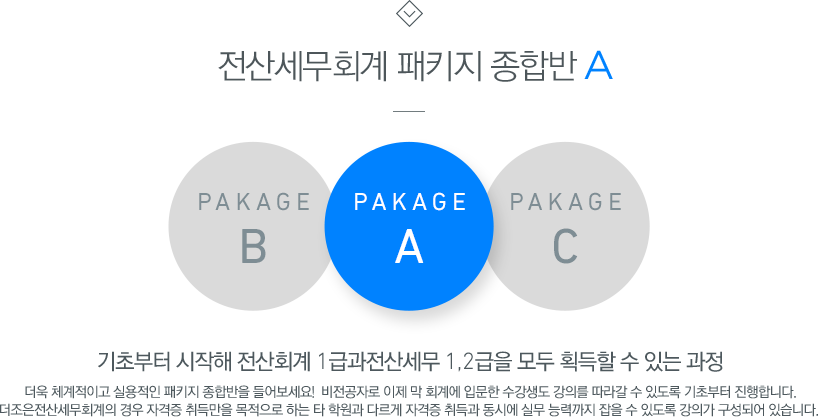 전산세무회계 패키지 종합반 A
PAKAGE PAKAGE PAKAGE
B A C
기초부터 시작해 전산회계 1급과전산세무 1,2급을 모두 획득할 수 있는 과정
더욱 체계적이고 실용적인 패키지 종합반을 들어보세요! 비전공자로 이제 막 회계에 입문한 수강생도 강의를 따라갈 수 있도록 기초부터 진행합니다.
더조은전산세무회계의 경우 자격증 취득만을 목적으로 하는 타 학원과 다르게 자격증 취득과 동시에 실무 능력까지 잡을 수 있도록 강의가 구성되어 있습니다.